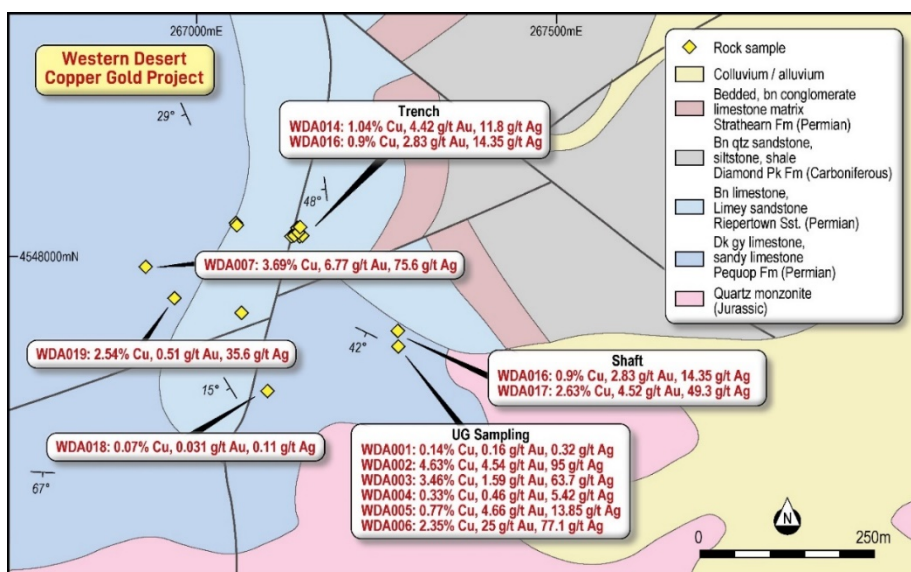 267000mE
267500mE
Western Desert
Copper Gold Project
29°
Trench
WDA014: 1.04% Cu, 4.42 g/t Au, 11.8 g/t Ag
WDA016: 0.9% Cu, 2.83 g/t Au, 14.35 g/t Ag
48°
4548000mN
WDA007: 3.69% Cu, 6.77 g/t Au, 75.6 g/t Ag
WDA019: 2.54% Cu, 0.51 g/t Au, 35.6 g/t Ag
42°
15°
Shaft
WDA016: 0.9% Cu, 2.83 g/t Au, 14.35 g/t Ag
WDA017: 2.63% Cu, 4.52 g/t Au, 49.3 g/t Ag
WDA018: 0.07% Cu, 0.031 g/t Au, 0.11 g/t Ag
67°
UG Sampling
WDA001: 0.14% Cu, 0.16 g/t Au, 0.32 g/t Ag
WDA002: 4.63% Cu, 4.54 g/t Au, 95 g/t Ag
WDA003: 3.46% Cu, 1.59 g/t Au, 63.7 g/t Ag
WDA004: 0.33% Cu, 0.46 g/t Au, 5.42 g/t Ag
WDA005: 0.77% Cu, 4.66 g/t Au, 13.85 g/t Ag
WDA006: 2.35% Cu, 25 g/t Au, 77.1 g/t Ag
Rock sample
Colluvium / alluvium
Bedded, bn conglomerate
limestone matrix
Strathearn Fm (Permian)
Bn qtz sandstone,
siltstone, shale
Diamond Pk Fm (Carboniferous)
Bn limestone,
Limey sandstone
Riepertown Sst. (Permian)
Dk gy limestone,
sandy limestone
Pequop Fm (Permian)
Quartz monzonite
(Jurassic)
N
0
250m